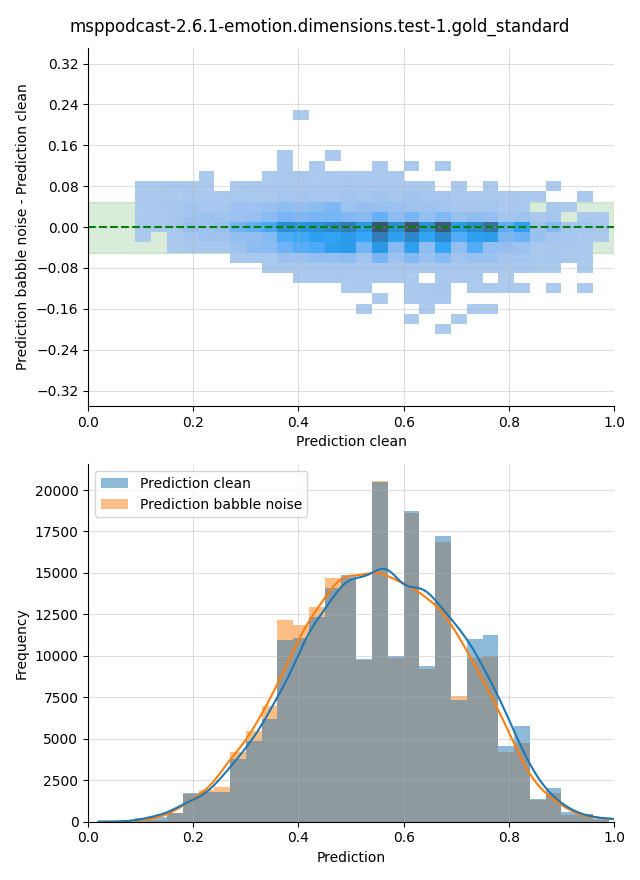 msppodcast-2.6.1-emotion.dimensions.test-1.gold_standard
0.32
0.24
0.16
0.08
0.00
−0.08
−0.16
−0.24
−0.32
Prediction babble noise - Prediction clean
0.0 0.2 0.4 0.6 0.8 1.0
Prediction clean
Prediction clean
Prediction babble noise
20000
17500
15000
12500
10000
7500
5000
2500
0
Frequency
0.0 0.2 0.4 0.6 0.8 1.0
Prediction